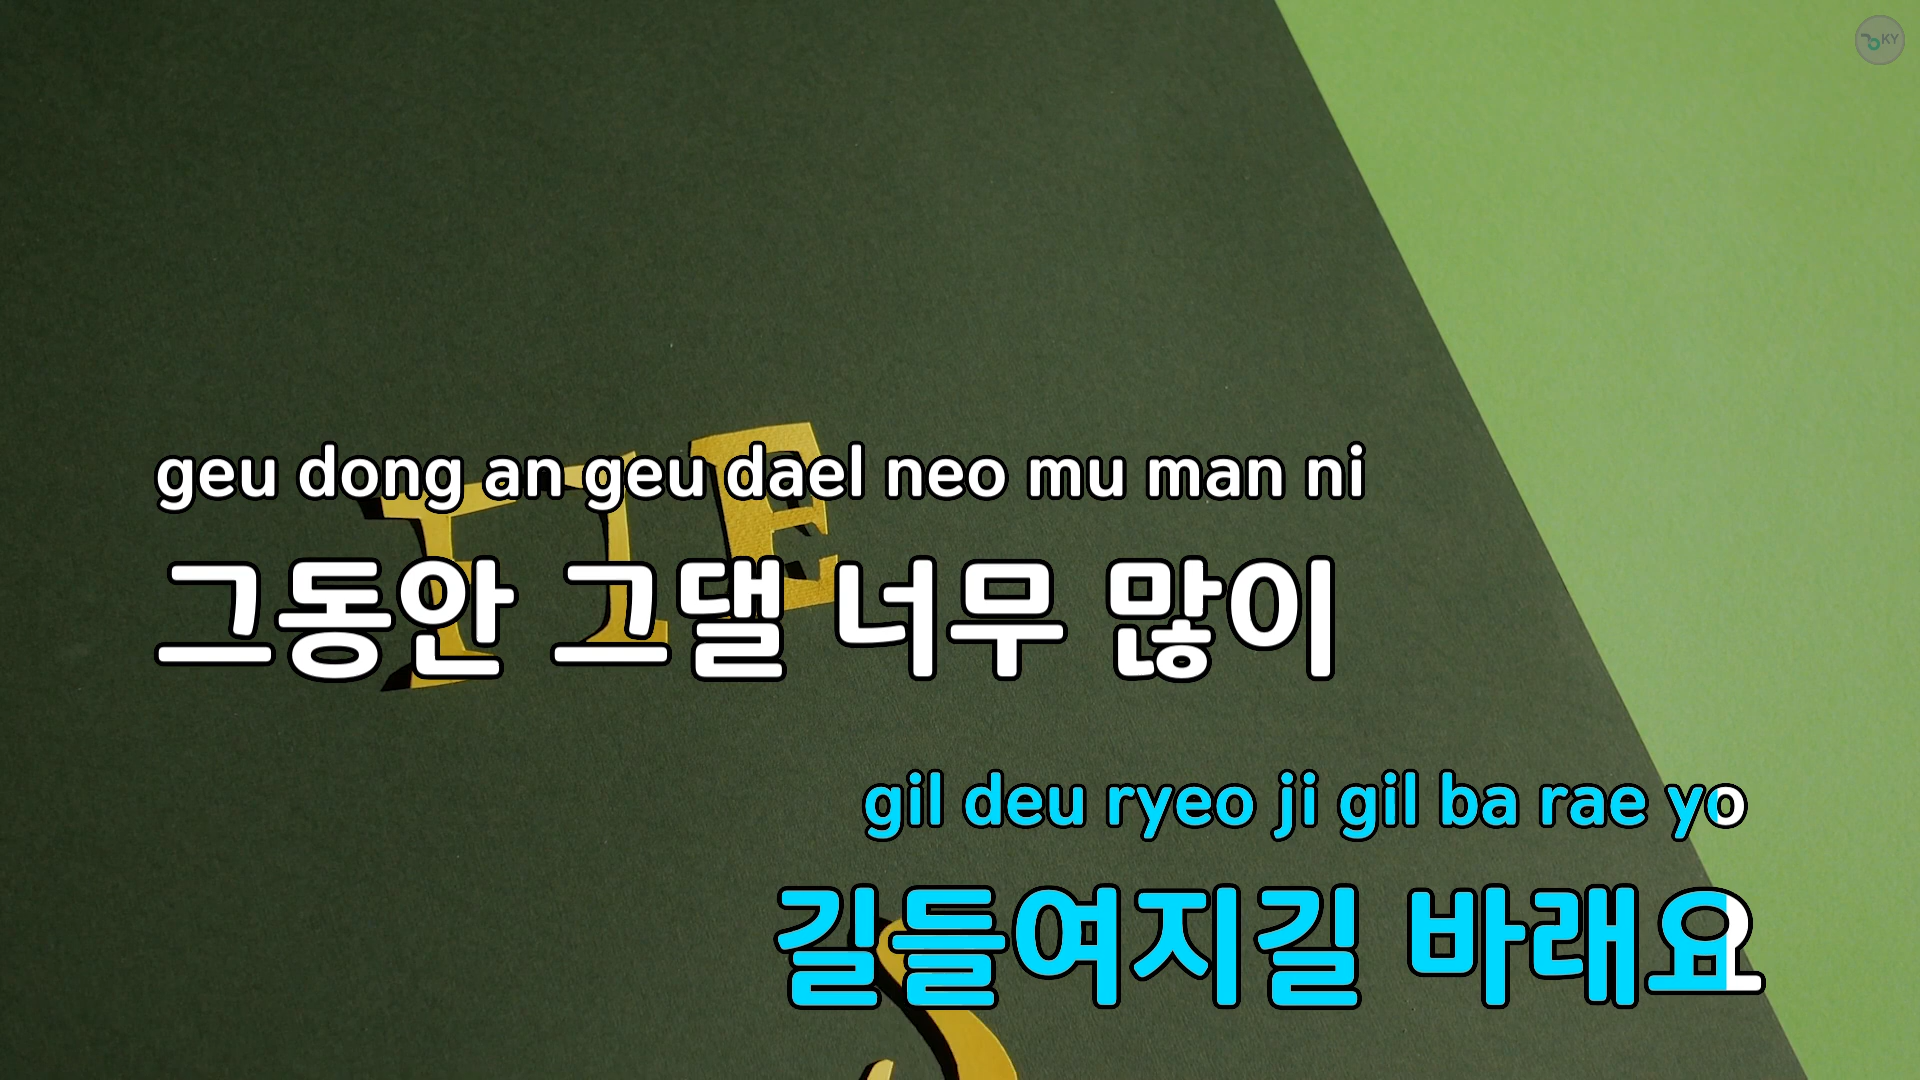 KY
geu dong an geu dael neo mu man ni
그동안 그댈 너무 많이
gil deu ryeo ji gil ba rae yo
길들여지길 바래요